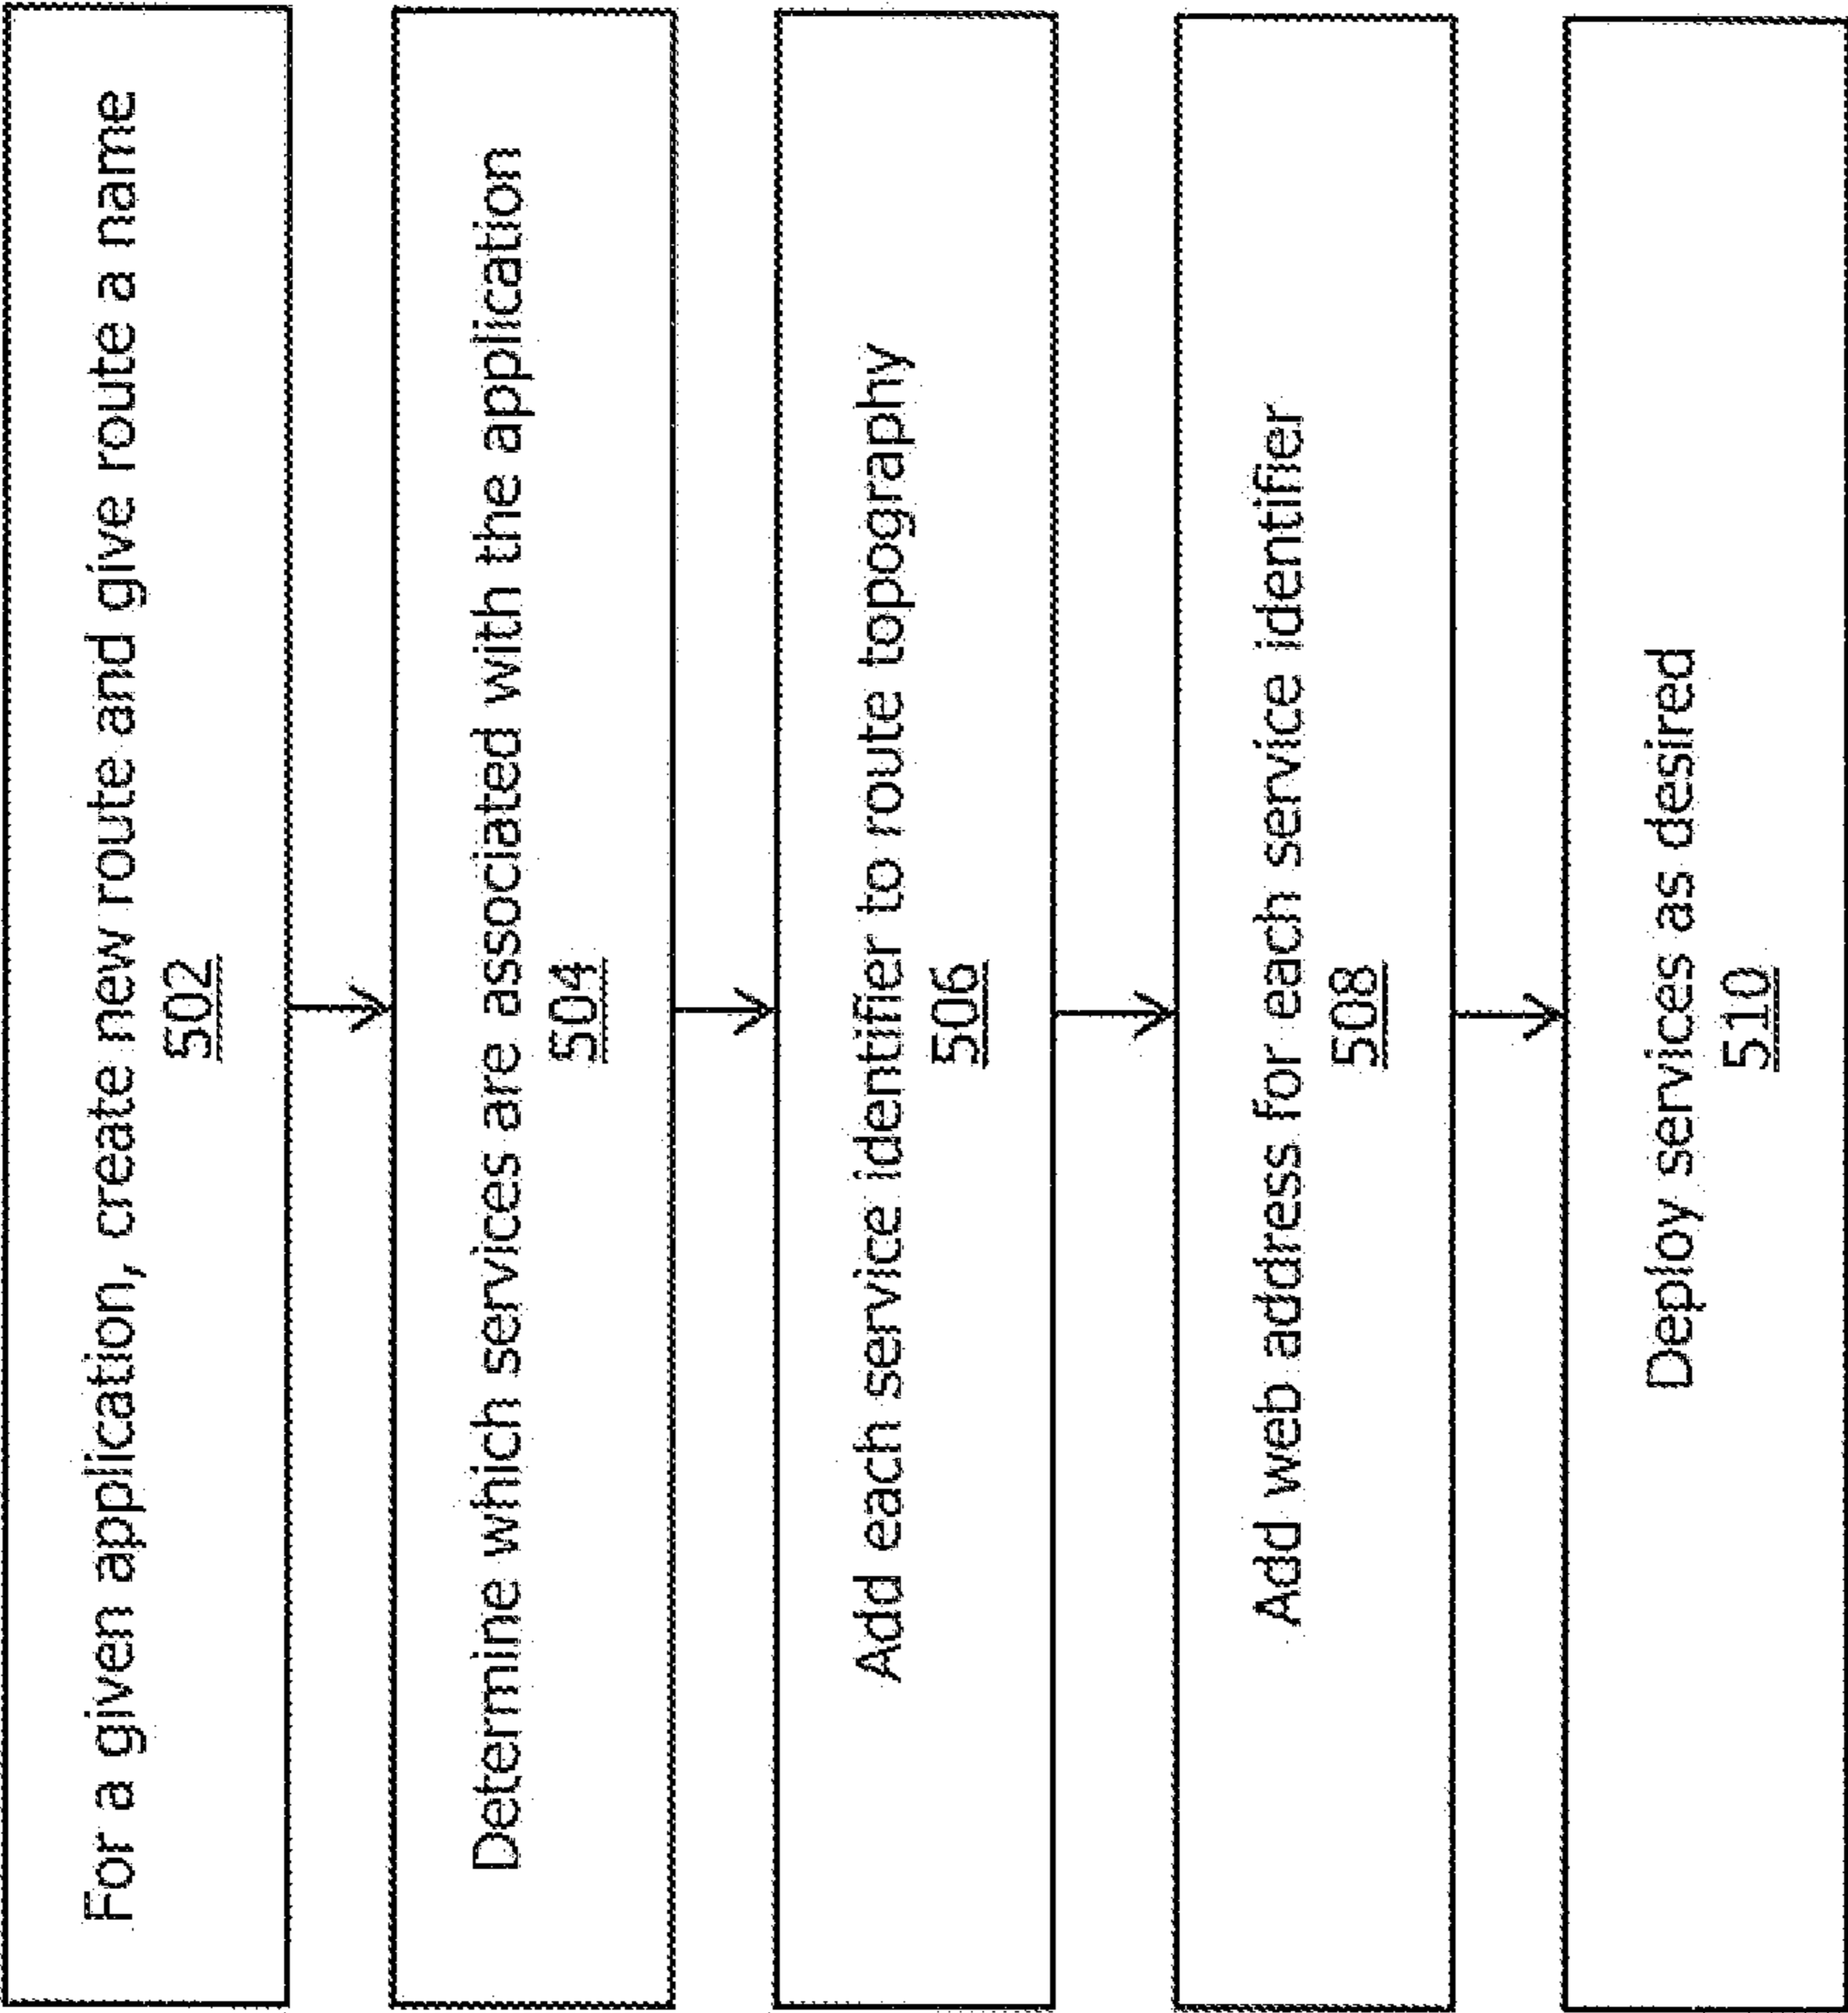 For a given application, create new route and give route a name
502
Determine which services are associated with the application
504
Add each service identifier to route topography
506
Add web address for each service identifier
508
Deploy services as desired
510